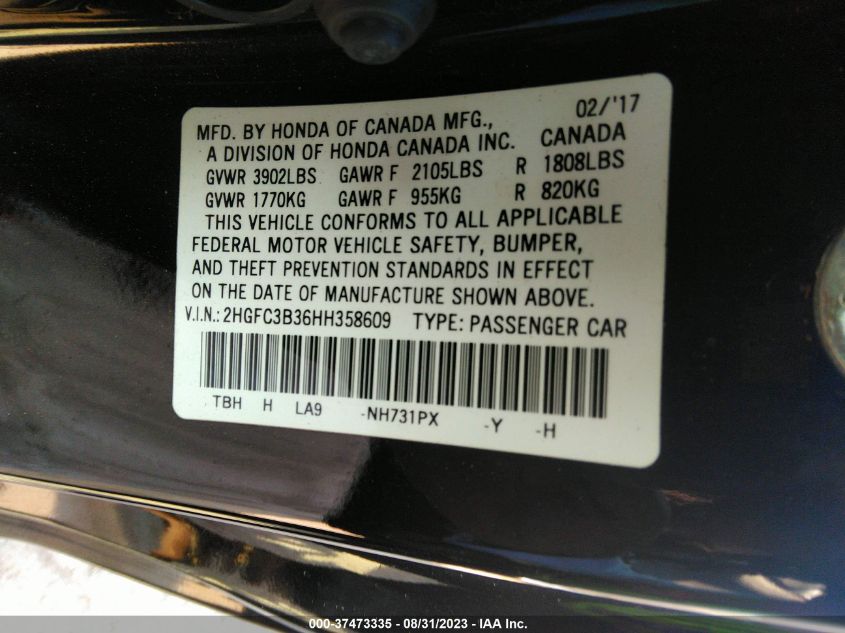 02/'17
MFD. BY HONDA OF CANADA MFG.,
A DIVISION OF HONDA CANADA INC. CANADA
GVWR 3902LBS GAWR F 2105LBS R 1808LBS
GVWR 1770KG GAWR F 955KG R 820KG
THIS VEHICLE CONFORMS TO ALL APPLICABLE
FEDERAL MOTOR VEHICLE SAFETY, BUMPER,
AND THEFT PREVENTION STANDARDS IN EFFECT
ON THE DATE OF MANUFACTURE SHOWN ABOVE.
V.I.N.: 2HGFC3B36HH358609 TYPE: PASSENGER CAR
TBH H LA9 -NH731PX -Y -H
000-37473335 - 08/31/2023 - IAA Inc.